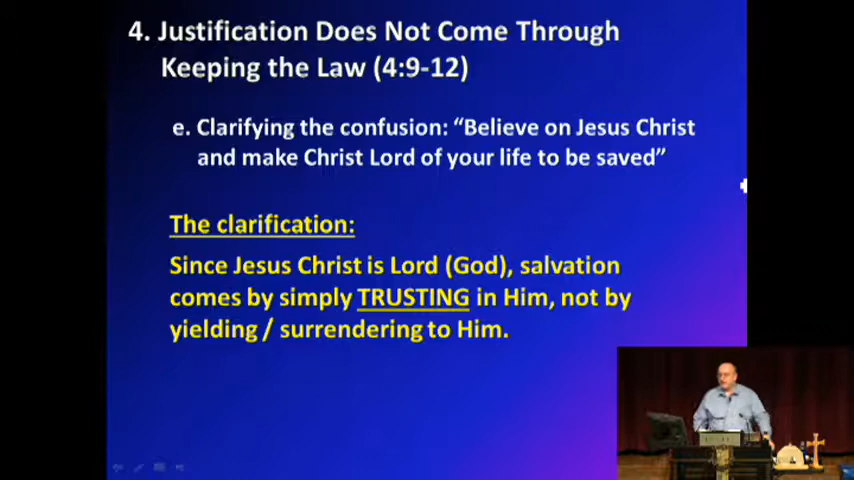 4. Justification Does Not Come Through
Keeping the Law (4:9-12)
e. Clarifying the confusion: “Believe on Jesus Christ
and make Christ Lord of your life to be saved”
The clarification:
Since Jesus Christ is Lord (God), salvation
comes by simply TRUSTING in Him, not by
yielding / surrendering to Him.